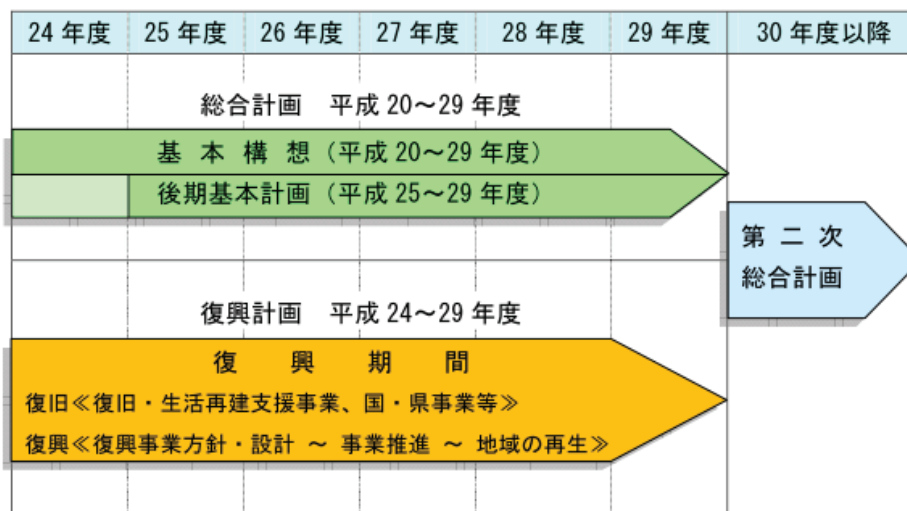 24 年度 25 年度 26 年度 27 年度 28 年度 29 年度 30 年度以降
総合計画 平成 20～29 年度
基 本 構 想（平成 20～29 年度）
後期基本計画（平成 25～29 年度）
第 二 次
総合計画
復興計画 平成 24～29 年度
復 興 期 間
復旧≪復旧・生活再建支援事業、国・県事業等≫
復興≪復興事業方針・設計 ～ 事業推進 ～ 地域の再生≫